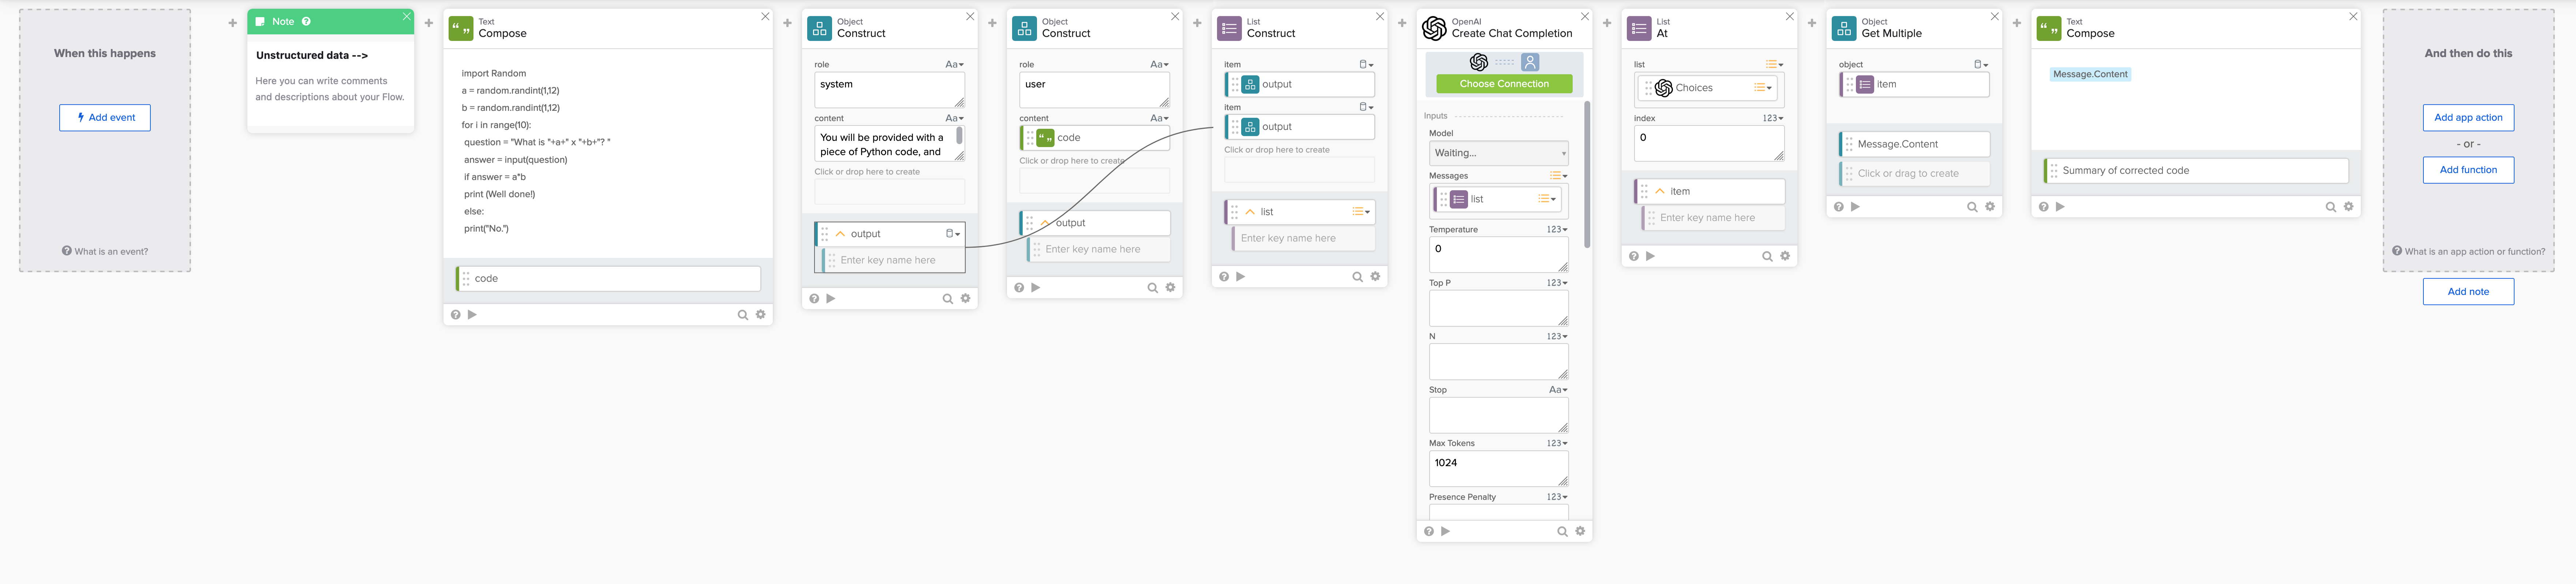 When this happens
Add event
What is an event?
Note
Unstructured data -->
Here you can write comments
and descriptions about your Flow.
Text
Compose
import Random
a = random.randint(1,12)
b = random.randint(1,12)
for i in range(10):
question = "What is "+a+" x "+b+"? "
answer = input(question)
if answer = a*b
print (Well done!)
else:
print("No.")
code
Object
Construct
role
Aa
system
content
Aa
You will be provided with a
piece of Python code, and
Click or drop here to create
output
Enter key name here
Object
Construct
role
Aa
user
content
Aa
code
Click or drop here to create
output
Enter key name here
List
Construct
item
output
item
output
Click or drop here to create
list
Enter key name here
OpenAI
Create Chat Completion
Choose Connection
Inputs
Model
Waiting...
Messages
list
Temperature
123
0
Top P
123
N
123
Stop
Aa
Max Tokens
123
1024
Presence Penalty
123
List
At
list
Choices
index
123
0
item
Enter key name here
Object
Get Multiple
object
item
Message.Content
Click or drag to create
Text
Compose
Message.Content
Summary of corrected code
And then do this
Add app action
- or -
Add function
What is an app action or function?
Add note